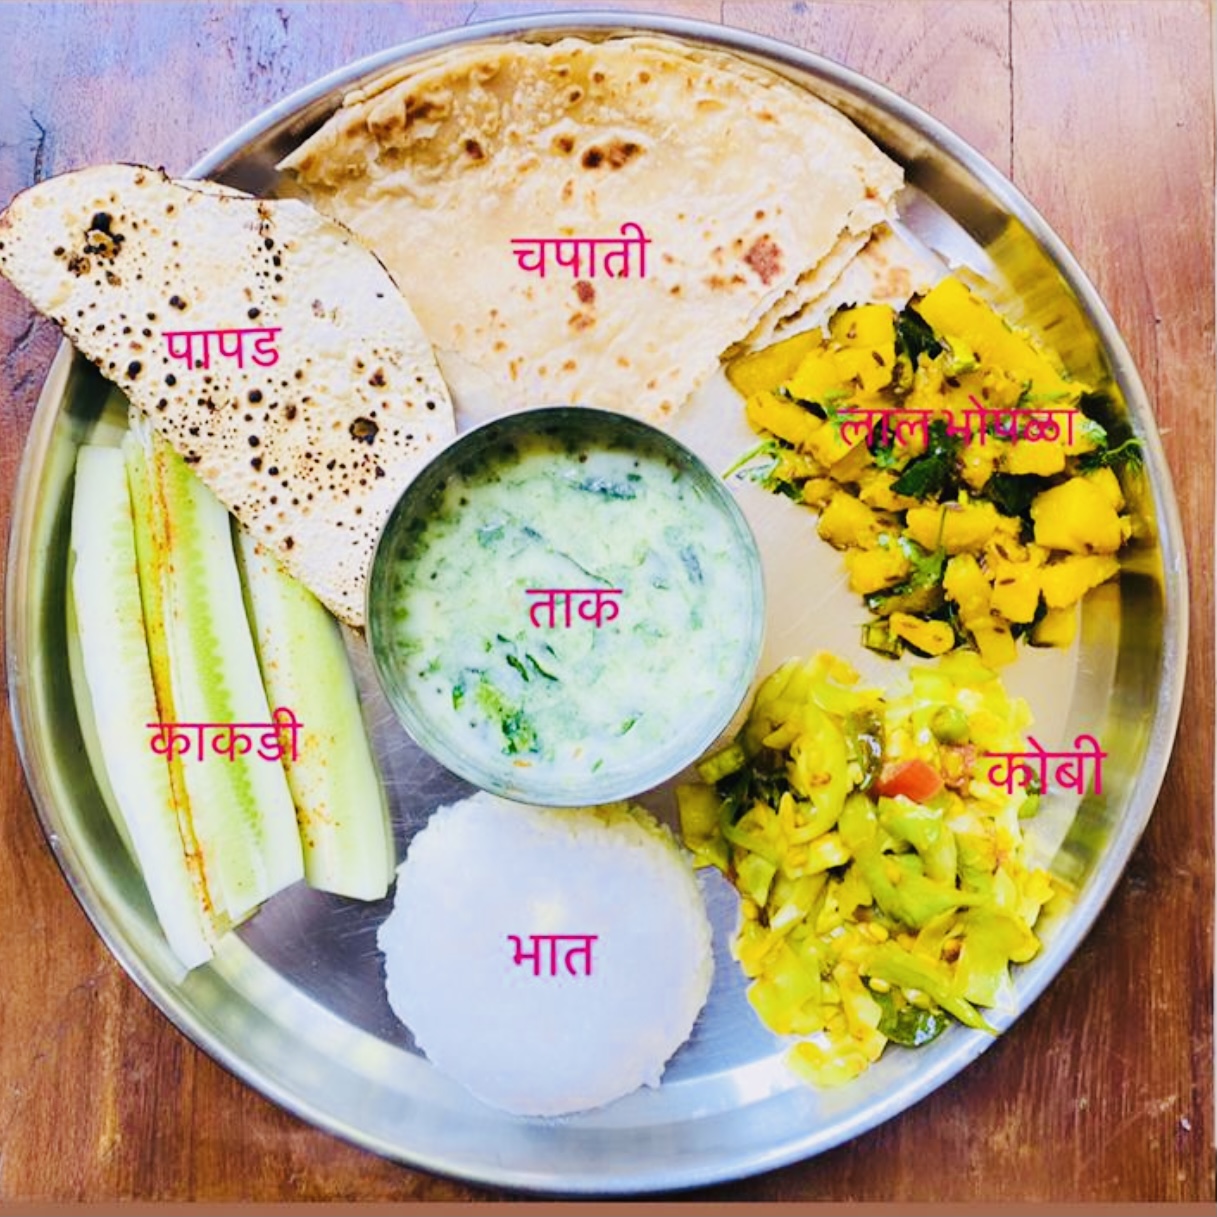 चपाती
पापड
लाल भोपळा
ताक
काकडी
कोबी
भात